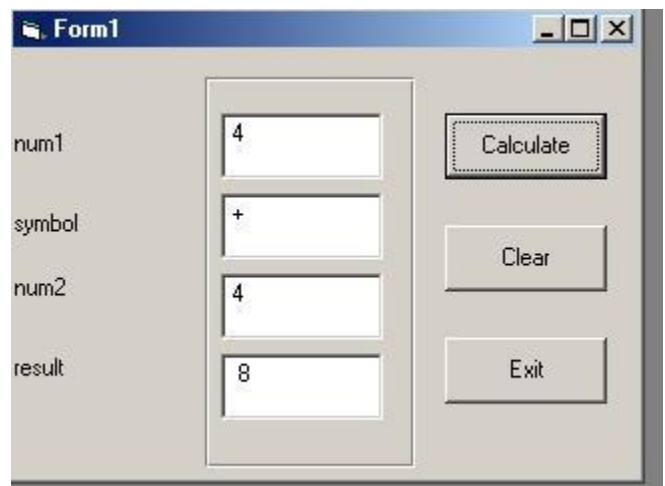 Form1
num1 4 Calculate
symbol +
Clear
num2 4
result 8 Exit